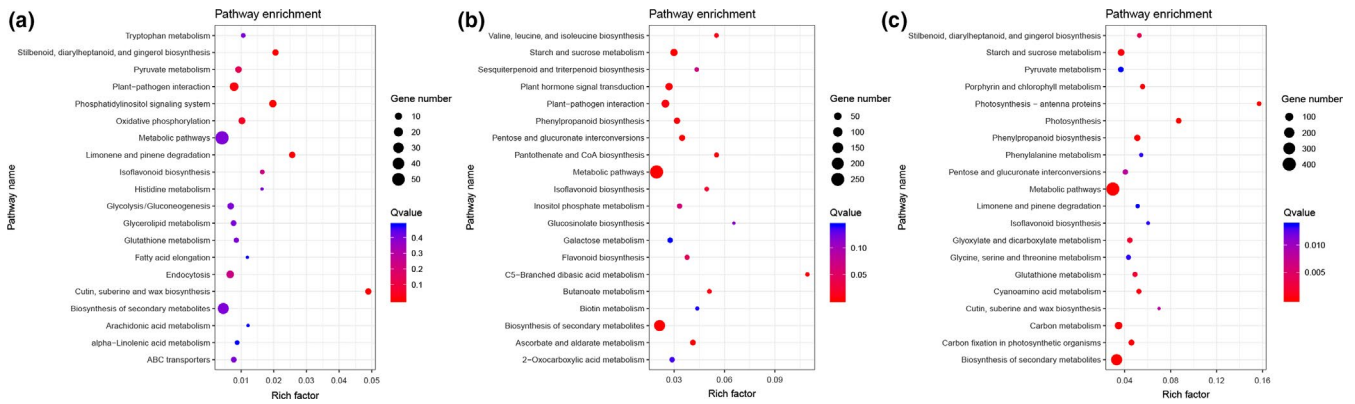 (a)
Pathway enrichment
Pathway name
Tryptophan metabolism
Stilbenoid, diarylheptanoid, and gingerol biosynthesis
Pyruvate metabolism
Plant−pathogen interaction
Phosphatidylinositol signaling system
Oxidative phosphorylation
Metabolic pathways
Limonene and pinene degradation
Isoflavonoid biosynthesis
Histidine metabolism
Glycolysis/Gluconeogenesis
Glycerolipid metabolism
Glutathione metabolism
Fatty acid elongation
Endocytosis
Cutin, suberine and wax biosynthesis
Biosynthesis of secondary metabolites
Arachidonic acid metabolism
alpha−Linolenic acid metabolism
ABC transporters
0.01 0.02 0.03 0.04 0.05
Rich factor
Gene number
10
20
30
40
50
Qvalue
0.4
0.3
0.2
0.1
(b)
Pathway enrichment
Pathway name
Valine, leucine, and isoleucine biosynthesis
Starch and sucrose metabolism
Sesquiterpenoid and triterpenoid biosynthesis
Plant hormone signal transduction
Plant−pathogen interaction
Phenylpropanoid biosynthesis
Pentose and glucuronate interconversions
Pantothenate and CoA biosynthesis
Metabolic pathways
Isoflavonoid biosynthesis
Inositol phosphate metabolism
Glucosinolate biosynthesis
Galactose metabolism
Flavonoid biosynthesis
C5−Branched dibasic acid metabolism
Butanoate metabolism
Biotin metabolism
Biosynthesis of secondary metabolites
Ascorbate and aldarate metabolism
2−Oxocarboxylic acid metabolism
0.03 0.06 0.09
Rich factor
Gene number
50
100
150
200
250
Qvalue
0.10
0.05
(c)
Pathway enrichment
Pathway name
Stilbenoid, diarylheptanoid, and gingerol biosynthesis
Starch and sucrose metabolism
Pyruvate metabolism
Porphyrin and chlorophyll metabolism
Photosynthesis − antenna proteins
Photosynthesis
Phenylpropanoid biosynthesis
Phenylalanine metabolism
Pentose and glucuronate interconversions
Metabolic pathways
Limonene and pinene degradation
Isoflavonoid biosynthesis
Glyoxylate and dicarboxylate metabolism
Glycine, serine and threonine metabolism
Glutathione metabolism
Cyanoamino acid metabolism
Cutin, suberine and wax biosynthesis
Carbon metabolism
Carbon fixation in photosynthetic organisms
Biosynthesis of secondary metabolites
0.04 0.08 0.12 0.16
Rich factor
Gene number
100
200
300
400
Qvalue
0.010
0.005